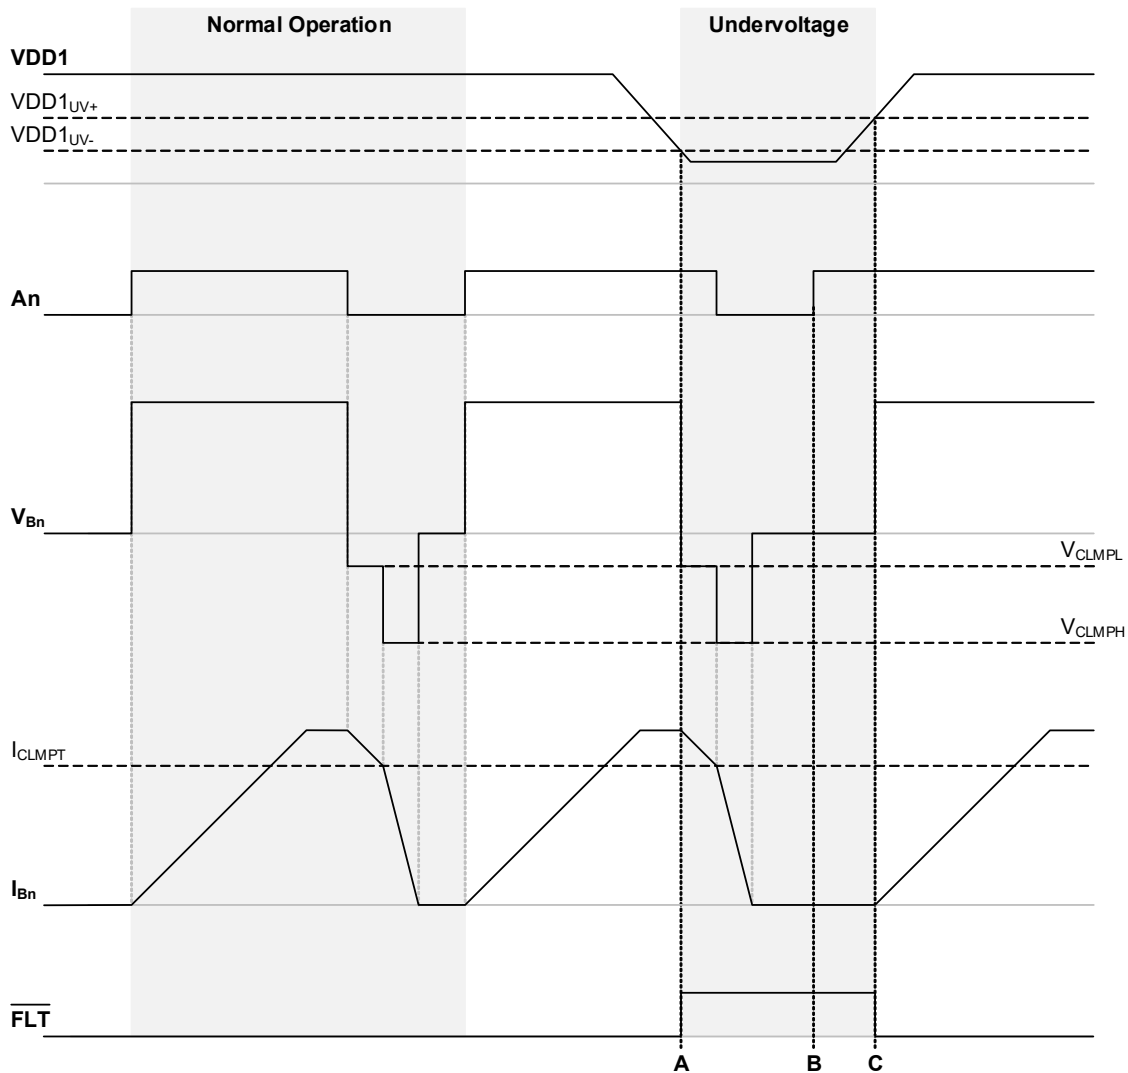 Normal Operation
Undervoltage
VDD1
VDD1UV+
VDD1UV-
An
VBn
VCLMPL
VCLMPH
ICLMPT
IBn
FLT
A
B
C